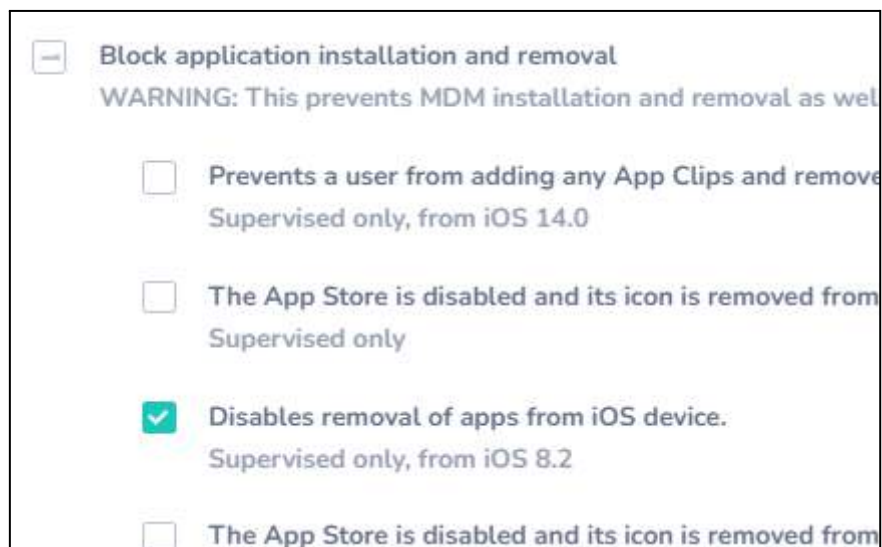 Block application installation and removal
WARNING: This prevents MDM installation and removal as wel
Prevents a user from adding any App Clips and remove
Supervised only, from iOS 14.0
The App Store is disabled and its icon is removed from
Supervised only
Disables removal of apps from iOS device.
Supervised only, from iOS 8.2
The App Store is disabled and its icon is removed from